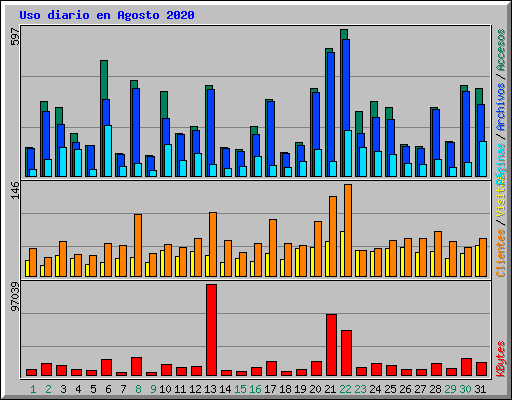 Uso diario en Agosto 2020
597
146
97039
Clientes / Visitas
Páginas / Archivos / Accesos
KBytes
1 2 3 4 5 6 7 8 9 10 11 12 13 14 15 16 17 18 19 20 21 22 23 24 25 26 27 28 29 30 31